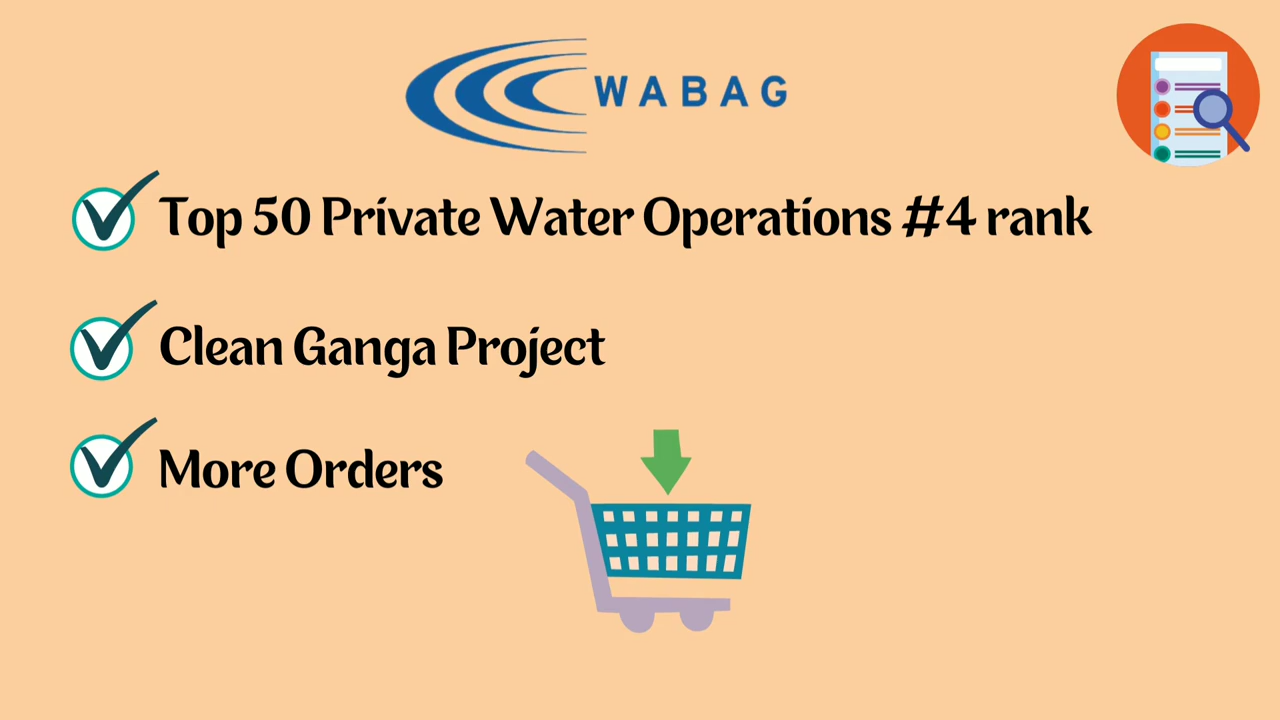 WABAG
Top 50 Private Water Operations #4 rank
Clean Ganga Project
More Orders